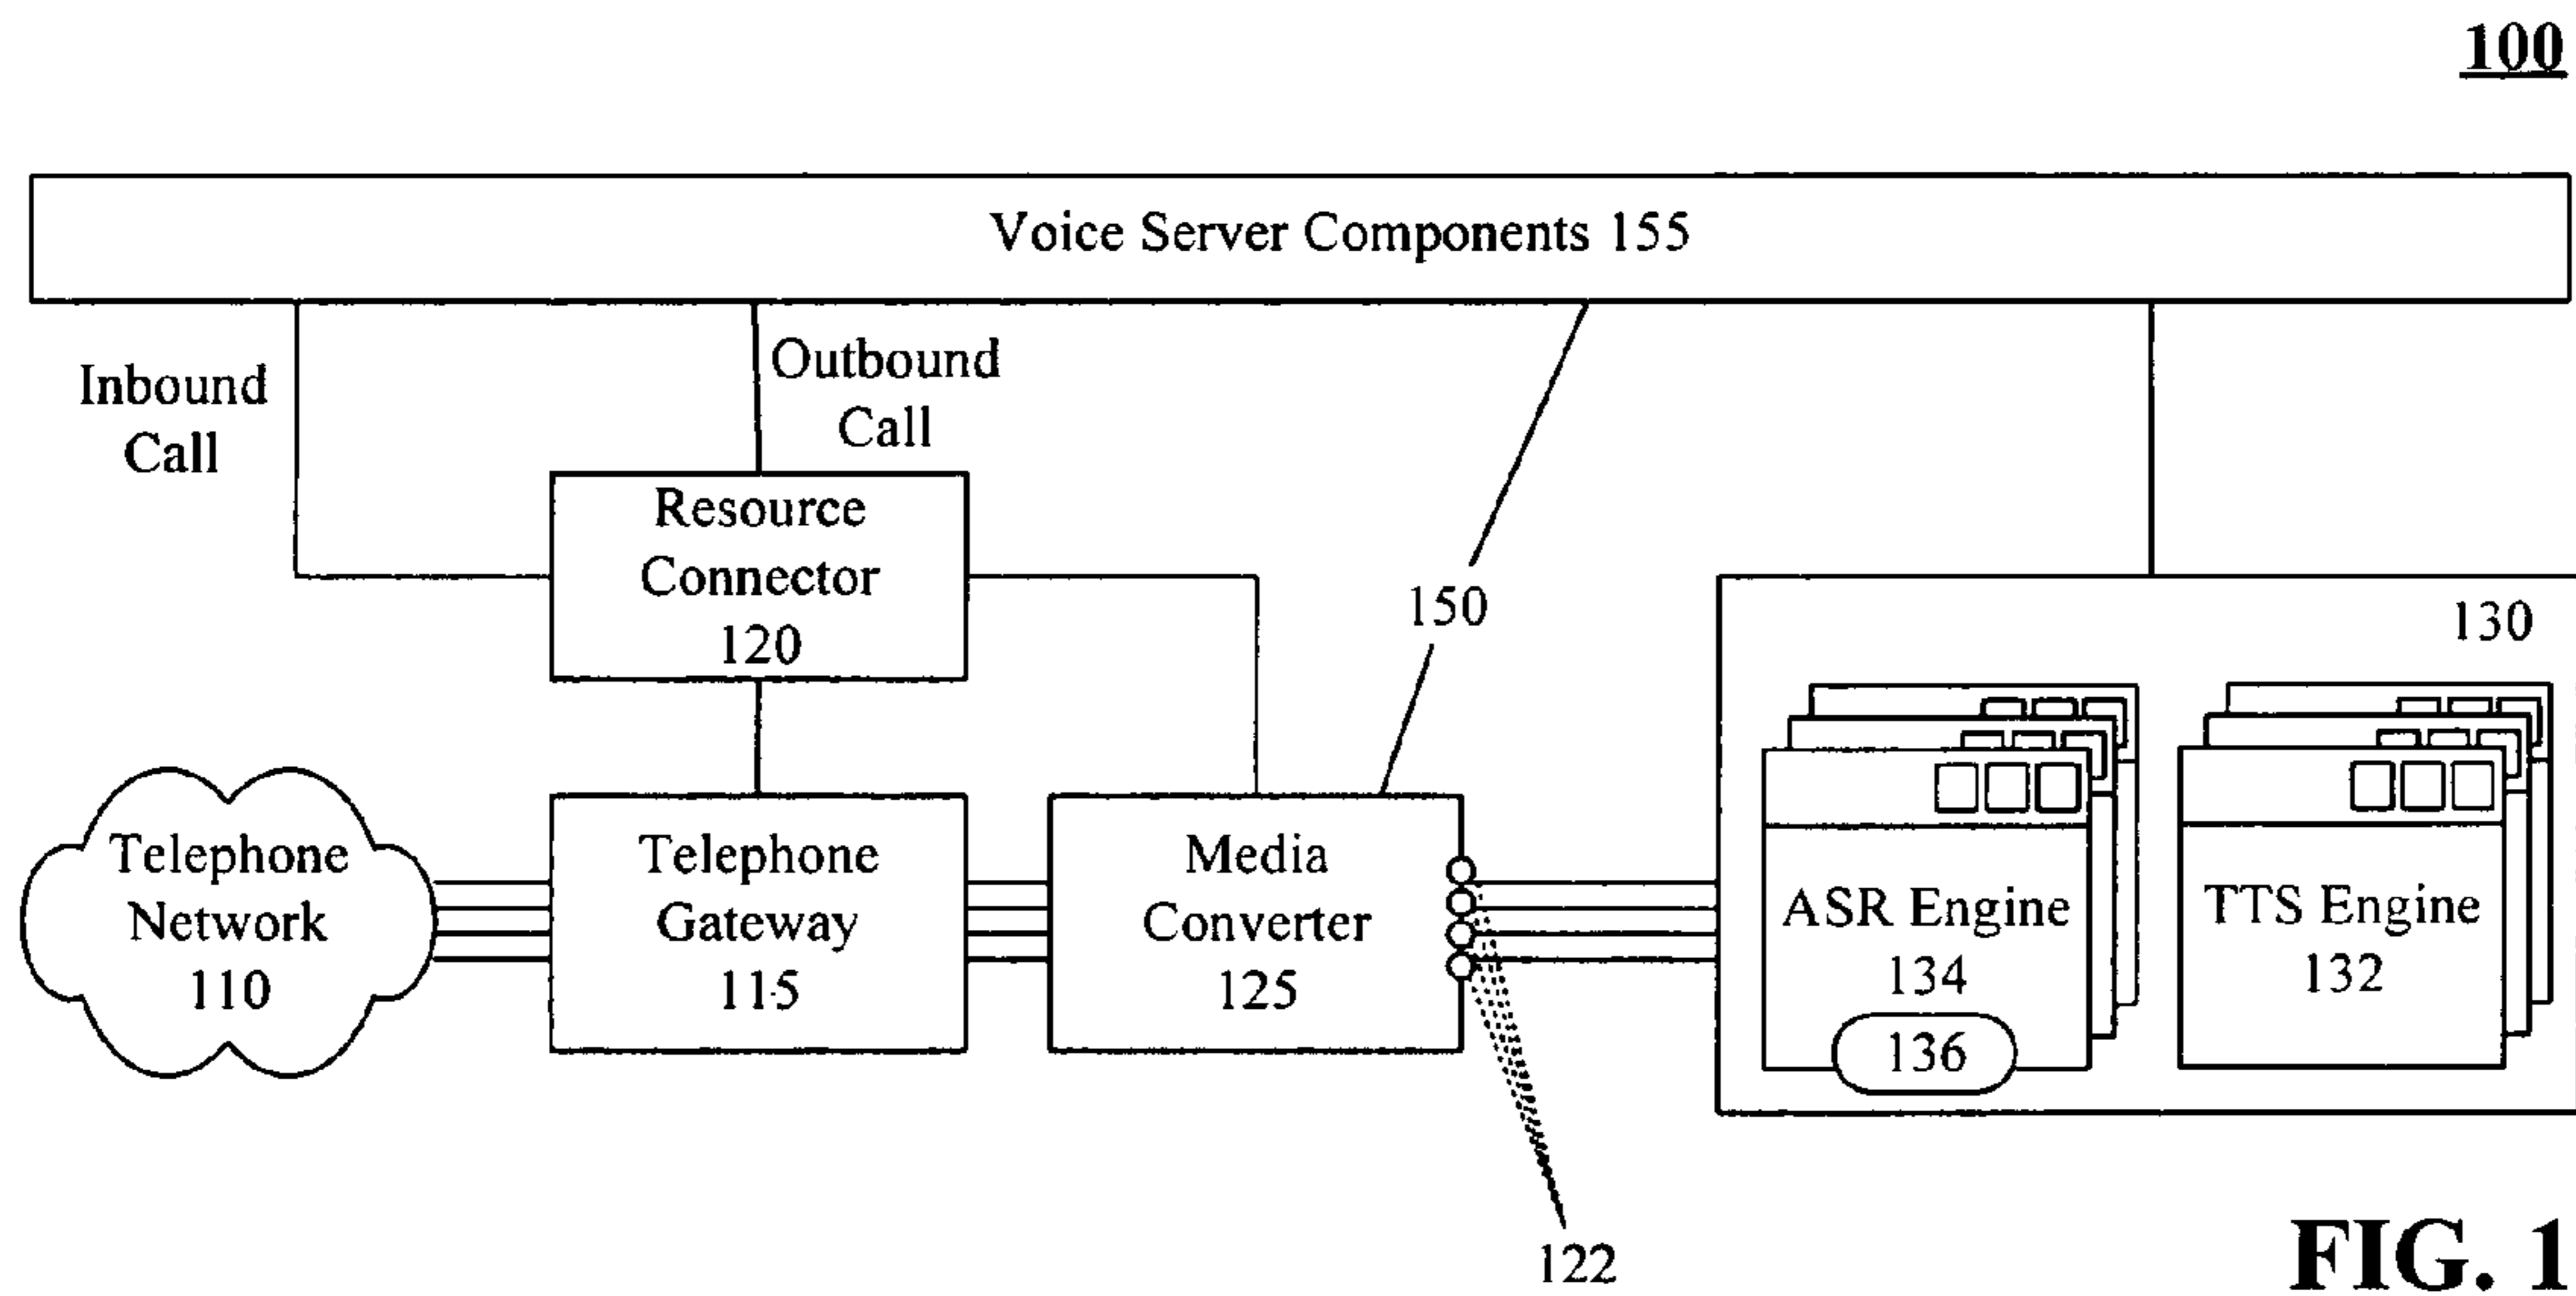 100
Voice Server Components 155
Inbound
Call
Outbound
Call
Resource
Connector
120
150
130
Telephone
Network
110
Telephone
Gateway
115
Media
Converter
125
ASR Engine
134
136
TTS Engine
132
122
FIG. 1